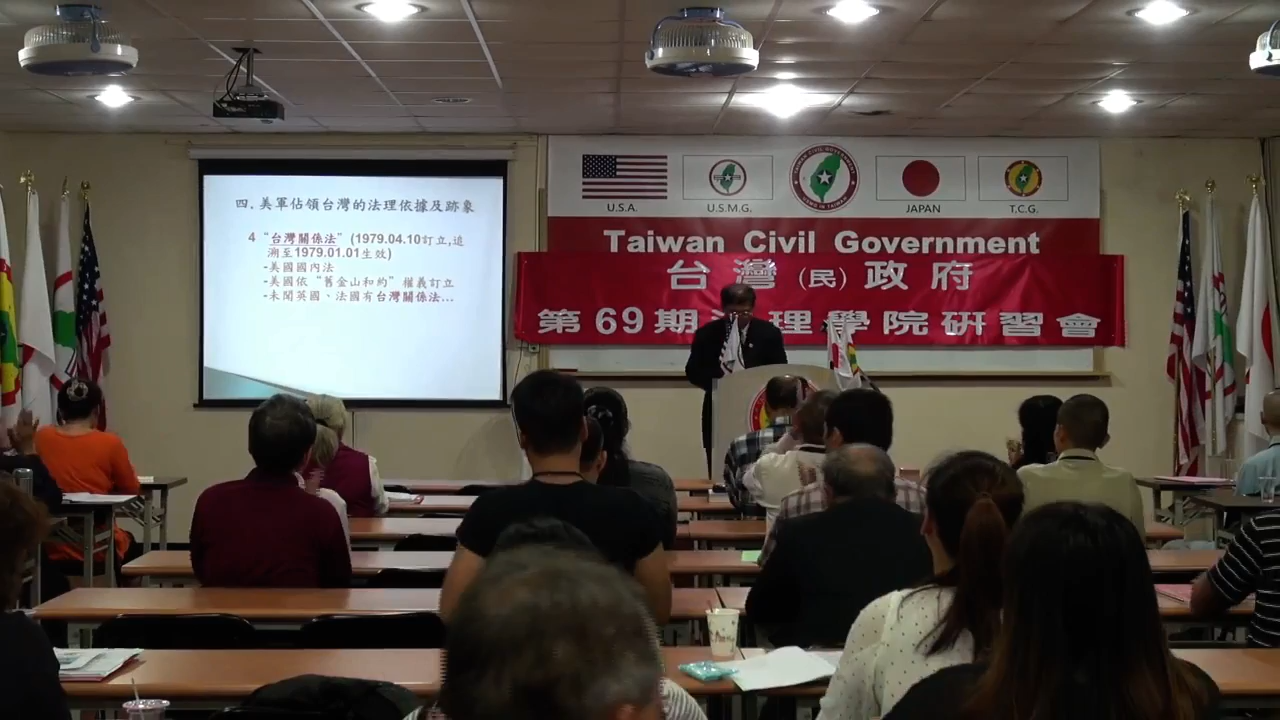 四. 美軍佔領台灣的法理依據及跡象
4 "台灣關係法" (1979.04.10訂立,追
溯至1979.01.01生效)
-美國國內法
-美國依"舊金山和約"權義訂立
-未聞英國、法國有台灣關係法...
TAIWAN CIVIL GOVERNMENT
U.S.A.
U.S.M.G.
JAPAN
T.C.G.
Taiwan Civil Government
台灣(民)政府
第69期 理學院研習會